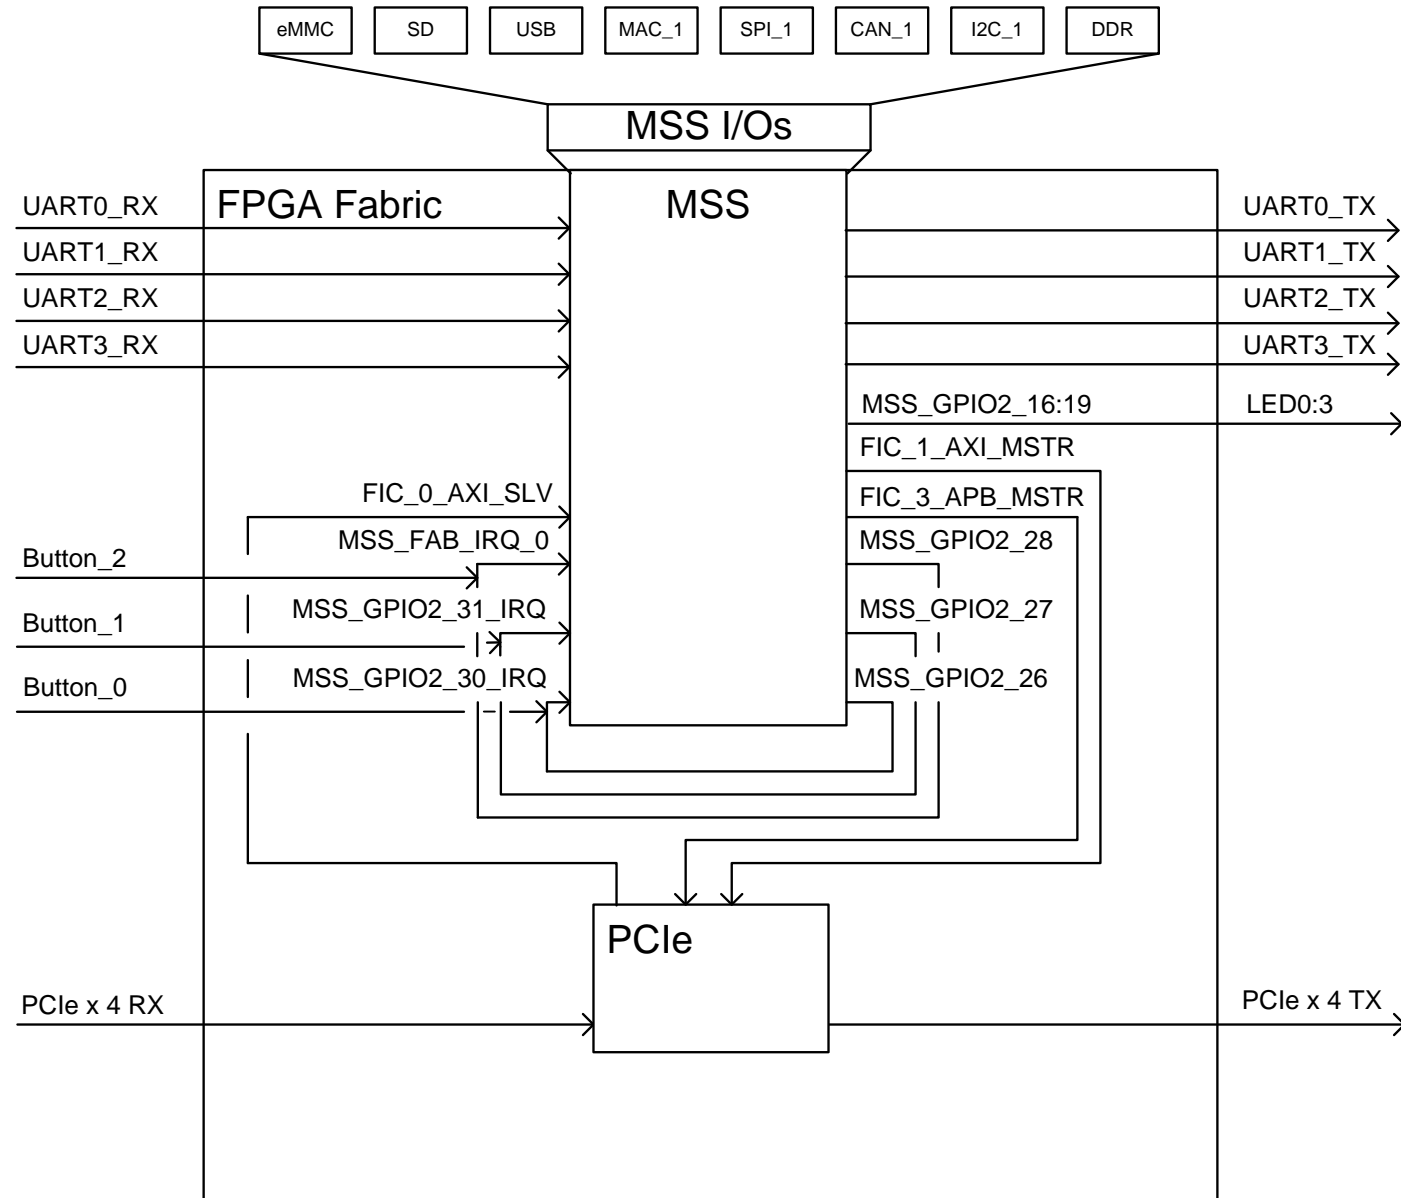 eMMC
SD
USB
MAC_1
SPI_1
CAN_1
I2C_1
DDR
MSS I/Os
FPGA Fabric
MSS
UART0_RX
UART0_TX
UART1_RX
UART1_TX
UART2_RX
UART2_TX
UART3_RX
UART3_TX
MSS_GPIO2_16:19
LED0:3
FIC_1_AXI_MSTR
FIC_0_AXI_SLV
FIC_3_APB_MSTR
MSS_FAB_IRQ_0
MSS_GPIO2_28
Button_2
MSS_GPIO2_31_IRQ
MSS_GPIO2_27
Button_1
MSS_GPIO2_30_IRQ
MSS_GPIO2_26
Button_0
PCIe
PCIe x 4 RX
PCIe x 4 TX